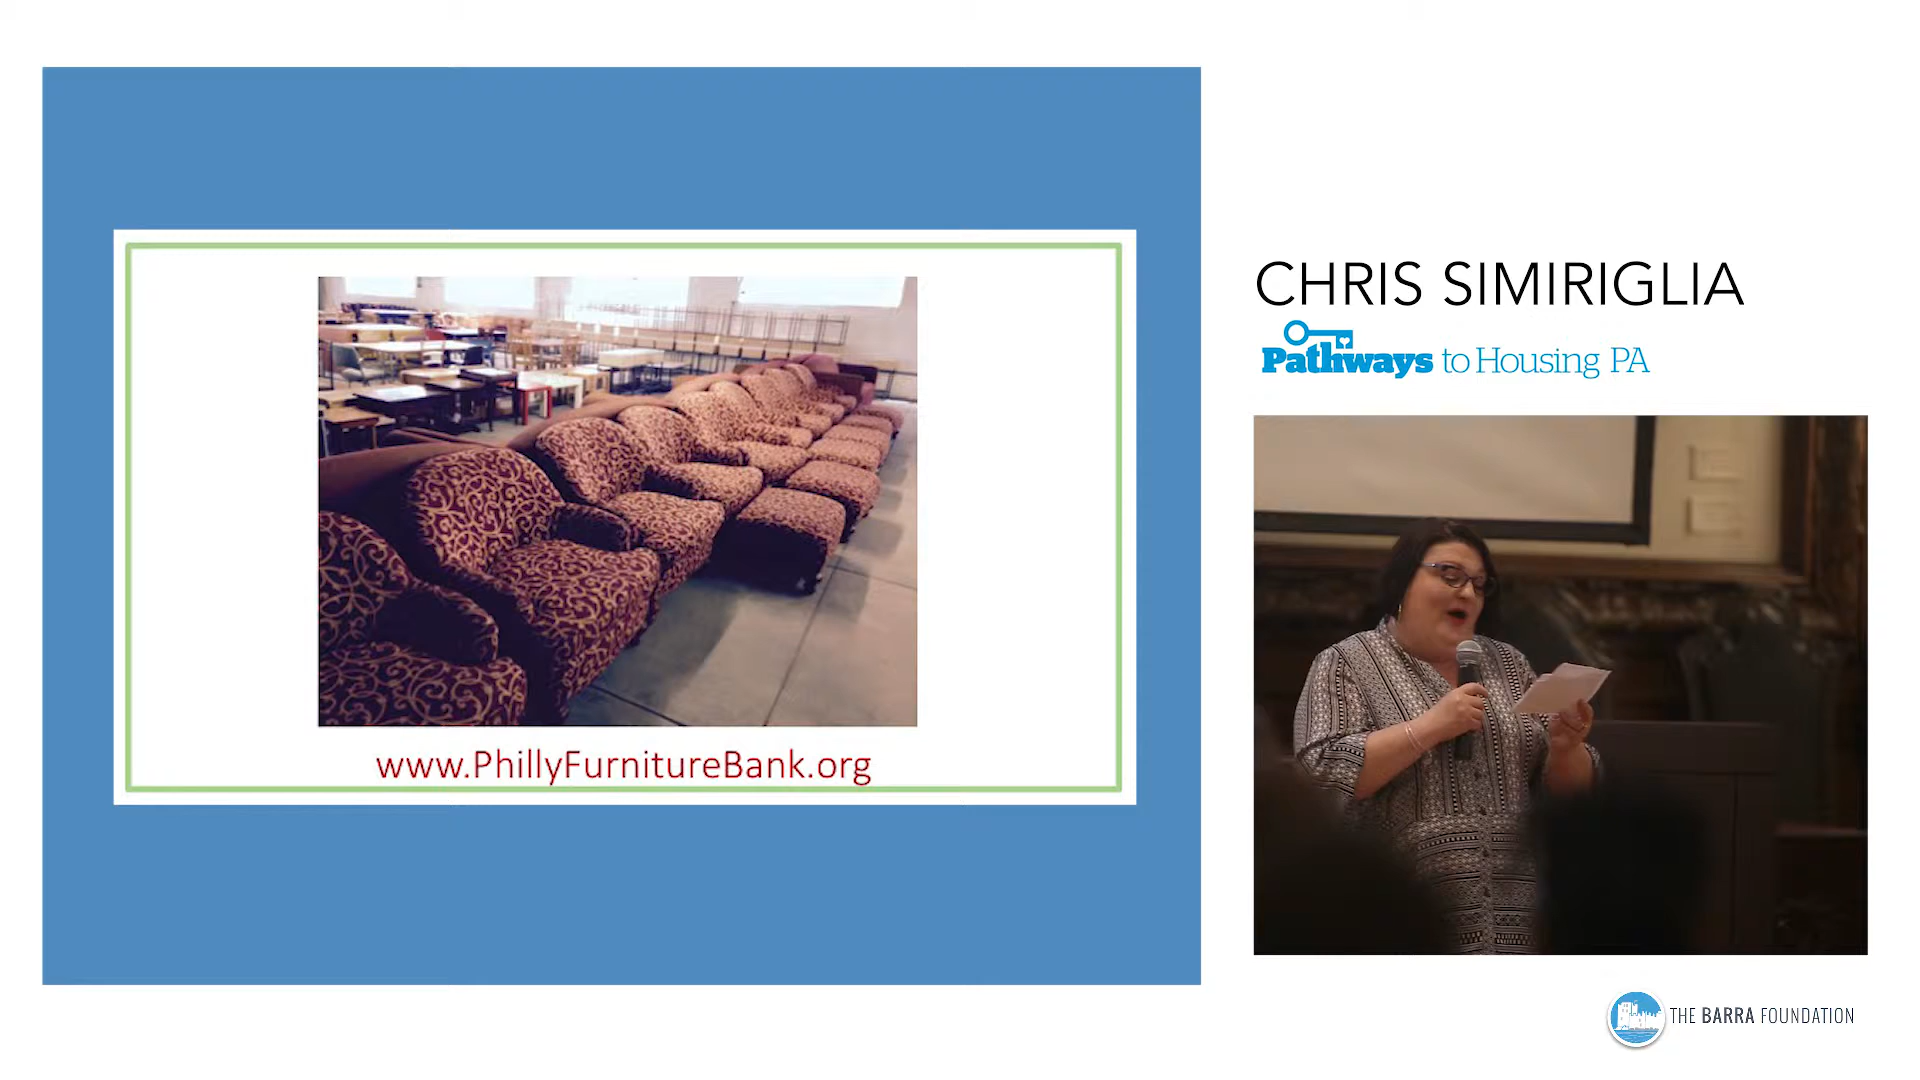 www.PhillyFurnitureBank.org
CHRIS SIMIRIGLIA
Pathways to Housing PA
THE BARRA FOUNDATION